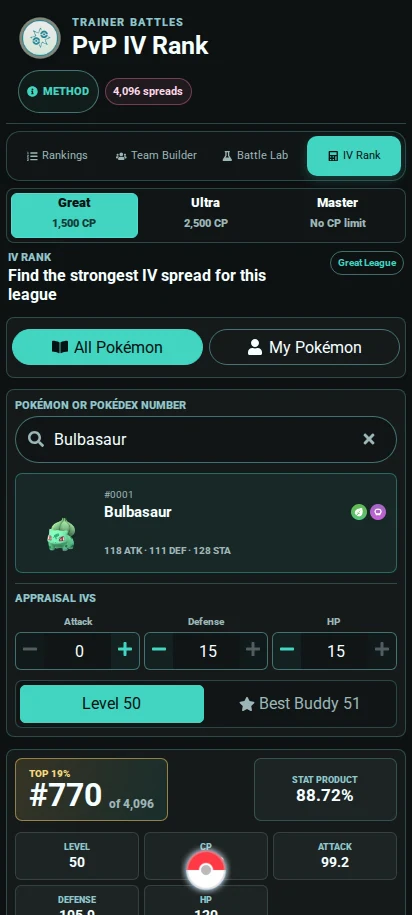 TRAINER BATTLES
PvP IV Rank
METHOD
4,096 spreads
Rankings
Team Builder
Battle Lab
IV Rank
Great
1,500 CP
Ultra
2,500 CP
Master
No CP limit
IV RANK
Great League
Find the strongest IV spread for this
league
All Pokémon
My Pokémon
POKÉMON OR POKÉDEX NUMBER
Bulbasaur
#0001
Bulbasaur
118 ATK · 111 DEF · 128 STA
APPRAISAL IVS
Attack
Defense
HP
0
15
15
Level 50
Best Buddy 51
TOP 19%
#770 of 4,096
STAT PRODUCT
88.72%
LEVEL
50
CP
ATTACK
99.2
DEFENSE
HP